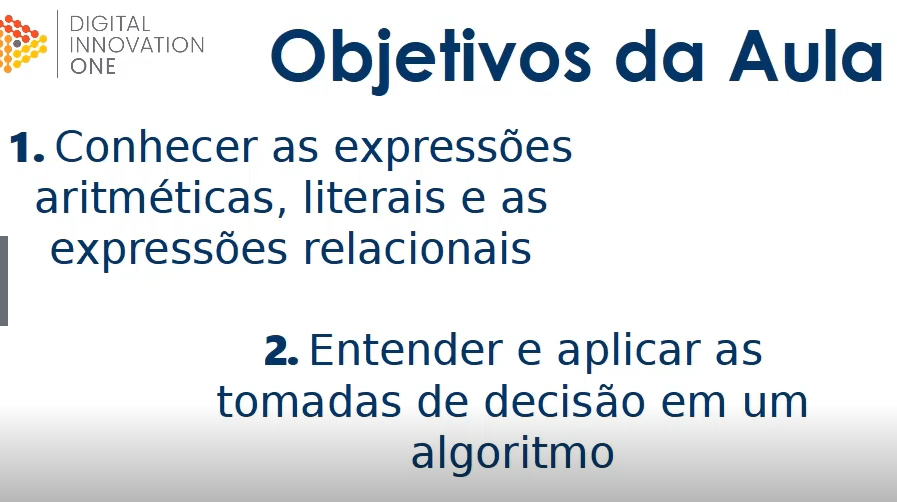 DIGITAL
INNOVATION
ONE
Objetivos da Aula
1. Conhecer as expressões
aritméticas, literais e as
expressões relacionais
2. Entender e aplicar as
tomadas de decisão em um
algoritmo